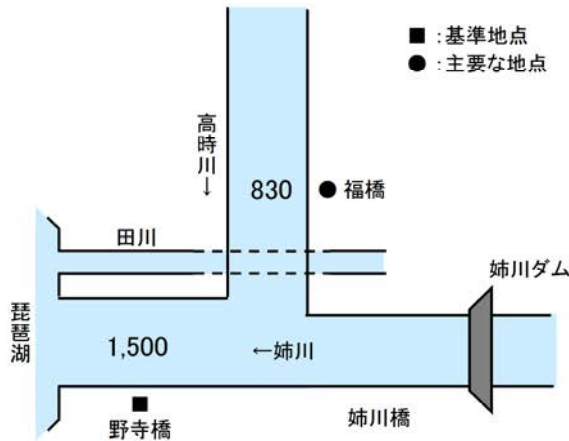 ■ :基準地点
● :主要な地点
高時川
↓
830
● 福橋
田川
姉川ダム
琵琶湖
1,500
←姉川
■
野寺橋
姉川橋